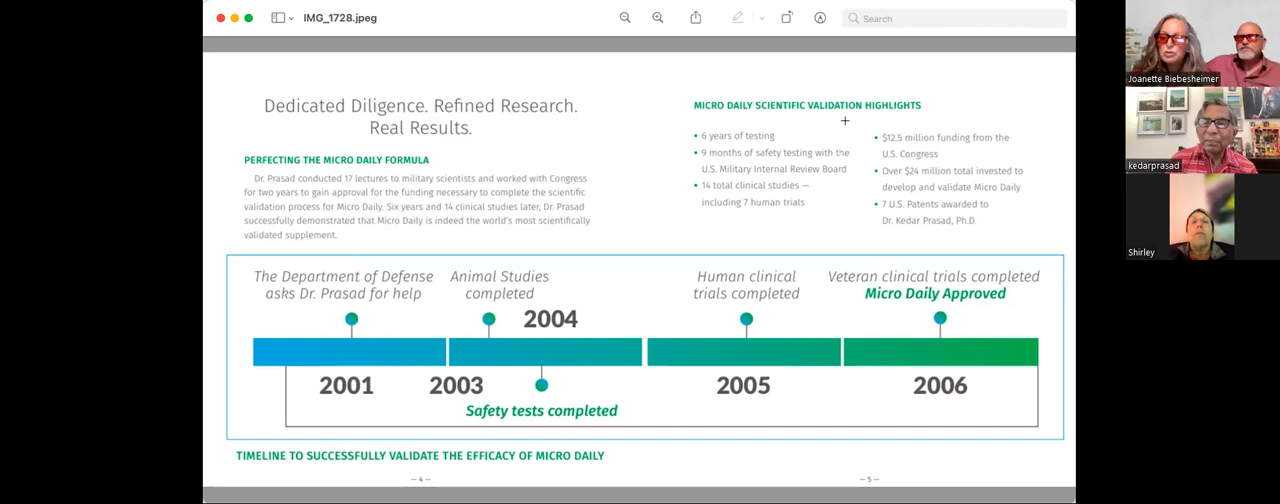 IMG_1728.jpeg
Search
Dedicated Diligence. Refined Research.
Real Results.
PERFECTING THE MICRO DAILY FORMULA
Dr. Prasad conducted 17 lectures to military scientists and worked with Congress
for two years to gain approval for the funding necessary to complete the scientific
validation process for Micro Daily. Six years and 14 clinical studies later, Dr. Prasad
successfully demonstrated that Micro Daily is indeed the world's most scientifically
validated supplement.
MICRO DAILY SCIENTIFIC VALIDATION HIGHLIGHTS
• 6 years of testing
• 9 months of safety testing with the
U.S. Military Internal Review Board
• 14 total clinical studies —
including 7 human trials
• $12.5 million funding from the
U.S. Congress
• Over $24 million total invested to
develop and validate Micro Daily
• 7 U.S. Patents awarded to
Dr. Kedar Prasad, Ph.D.
The Department of Defense
asks Dr. Prasad for help
Animal Studies
completed
2004
Human clinical
trials completed
Veteran clinical trials completed
Micro Daily Approved
2001
2003
2005
2006
Safety tests completed
TIMELINE TO SUCCESSFULLY VALIDATE THE EFFICACY OF MICRO DAILY
— 4 —
— 5 —
Joanette Biebesheimer
kedarprasad
Shirley